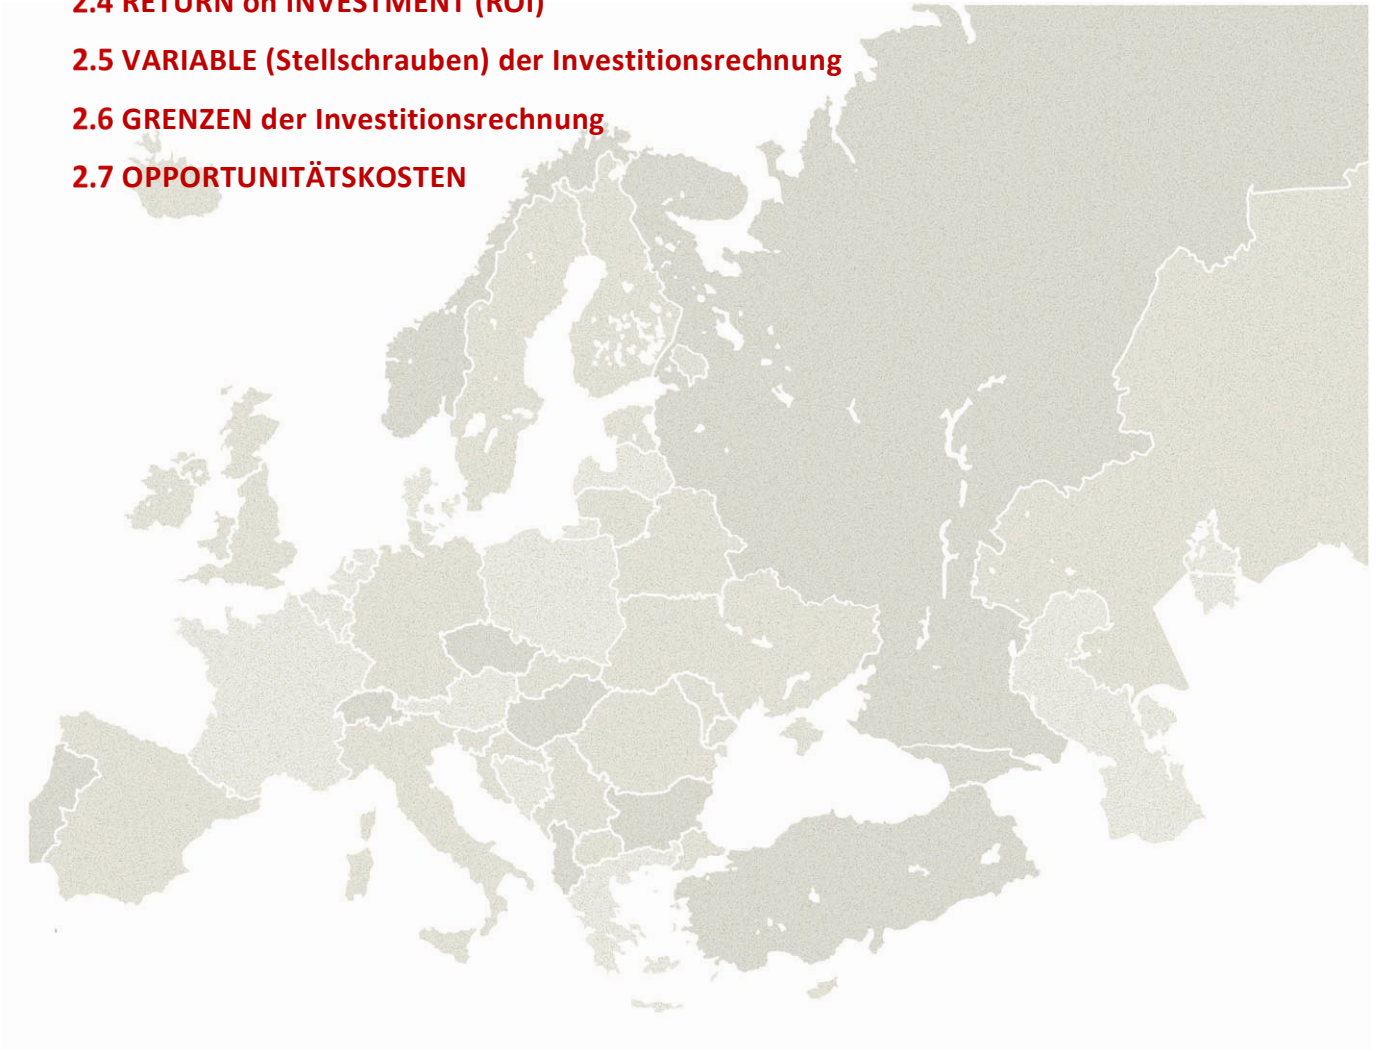 2.4 RETURN on INVESTMENT (ROI)
2.5 VARIABLE (Stellschrauben) der Investitionsrechnung
2.6 GRENZEN der Investitionsrechnung
2.7 OPPORTUNITÄTSKOSTEN